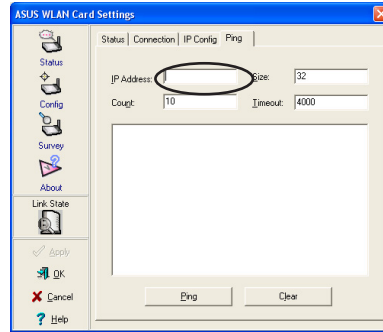 ASUS WLAN Card Settings
Status
Config
Survey
About
Link State
Apply
OK
Cancel
Help
Status Connection IP Config Ping
IP Address: Size: 32
Count: 10 Timeout: 4000
Ping Clear